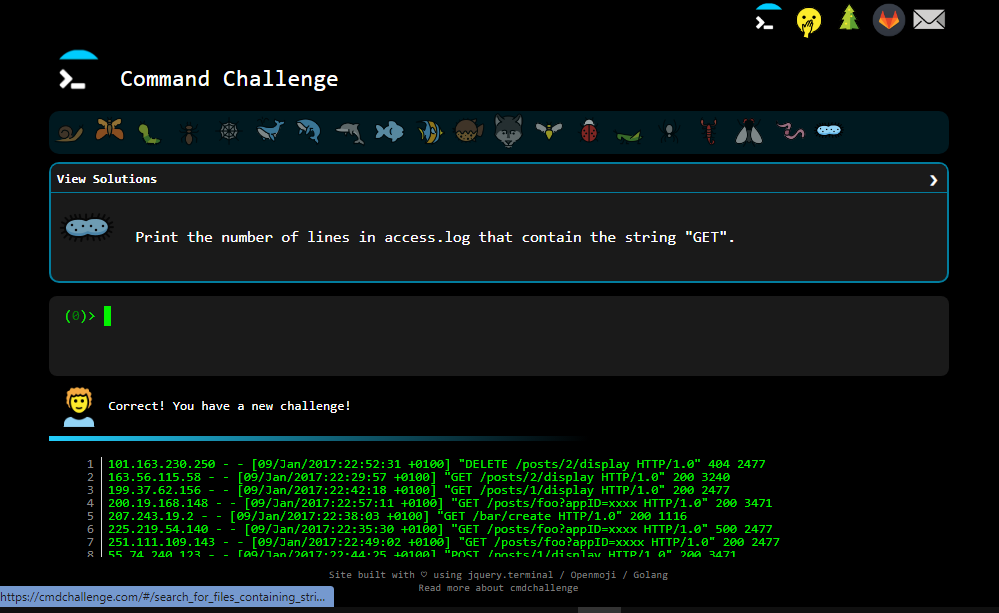 Command Challenge
View Solutions
Print the number of lines in access.log that contain the string "GET".
(0)>
Correct! You have a new challenge!
1 101.163.230.250 - - [09/Jan/2017:22:52:31 +0100] "DELETE /posts/2/display HTTP/1.0" 404 2477
2 163.56.115.58 - - [09/Jan/2017:22:29:57 +0100] "GET /posts/2/display HTTP/1.0" 200 3240
3 199.37.62.156 - - [09/Jan/2017:22:42:18 +0100] "GET /posts/1/display HTTP/1.0" 200 2477
4 200.19.168.148 - - [09/Jan/2017:22:57:11 +0100] "GET /posts/foo?appID=xxxx HTTP/1.0" 200 3471
5 207.243.19.2 - - [09/Jan/2017:22:38:03 +0100] "GET /bar/create HTTP/1.0" 200 1116
6 225.219.54.140 - - [09/Jan/2017:22:35:30 +0100] "GET /posts/foo?appID=xxxx HTTP/1.0" 500 2477
7 251.111.109.143 - - [09/Jan/2017:22:49:02 +0100] "GET /posts/foo?appID=xxxx HTTP/1.0" 200 2477
8 55.74.240.123 - - [09/Jan/2017:22:44:25 +0100] "POST /posts/1/display HTTP/1.0" 200 3471
Site built with ♡ using jquery.terminal / Openmoji / Golang
Read more about cmdchallenge
https://cmdchallenge.com/#/search_for_files_containing_stri...